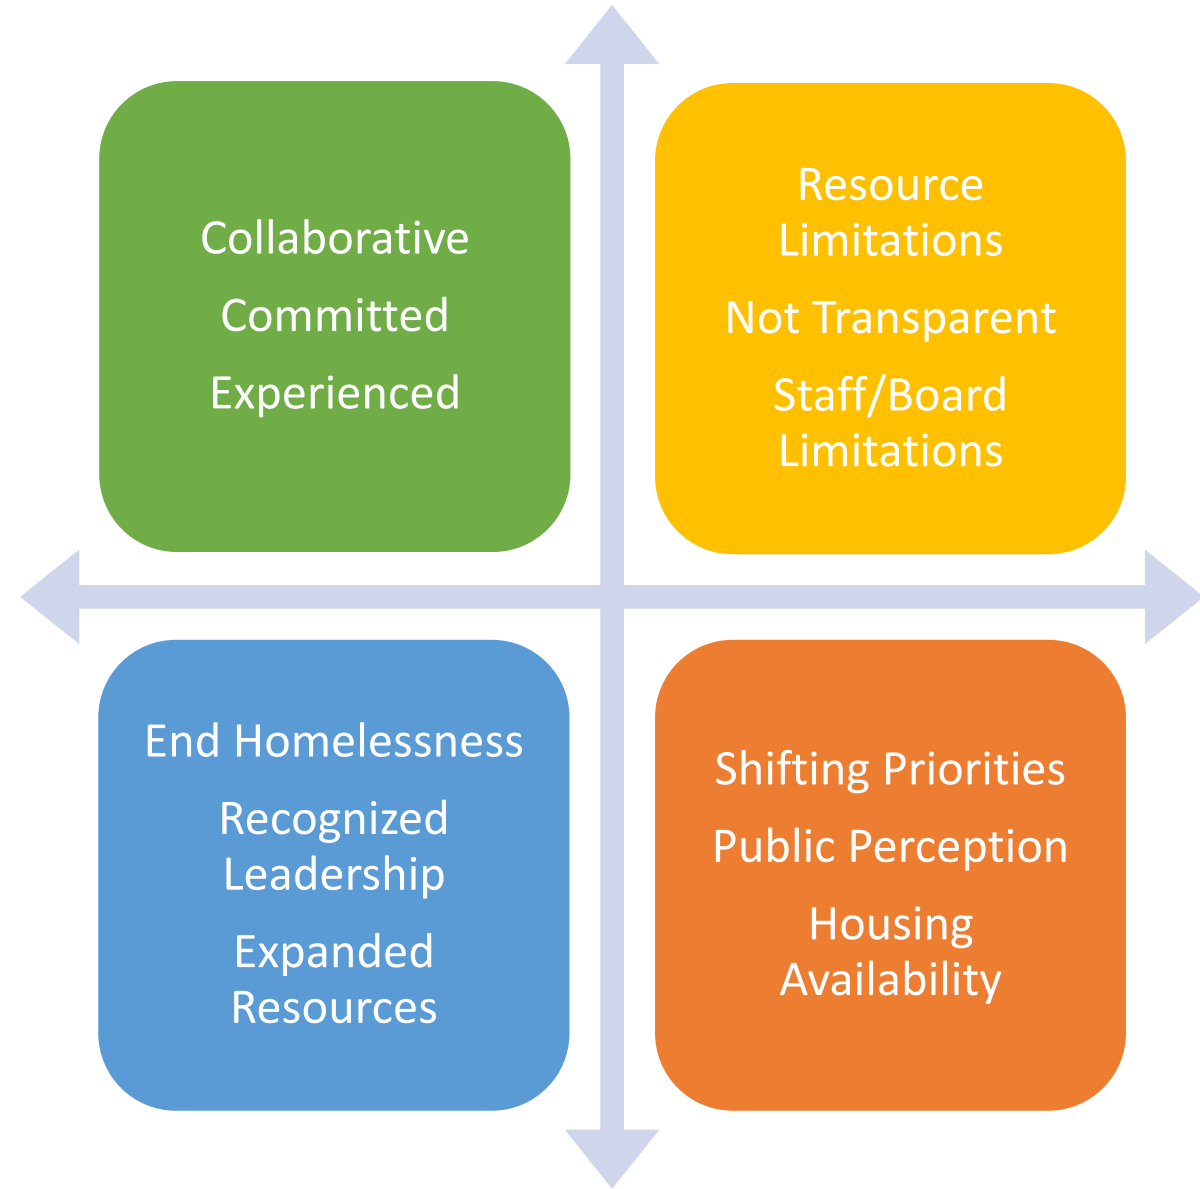 Collaborative
Committed
Experienced
Resource
Limitations
Not Transparent
Staff/Board
Limitations
End Homelessness
Recognized
Leadership
Expanded
Resources
Shifting Priorities
Public Perception
Housing
Availability